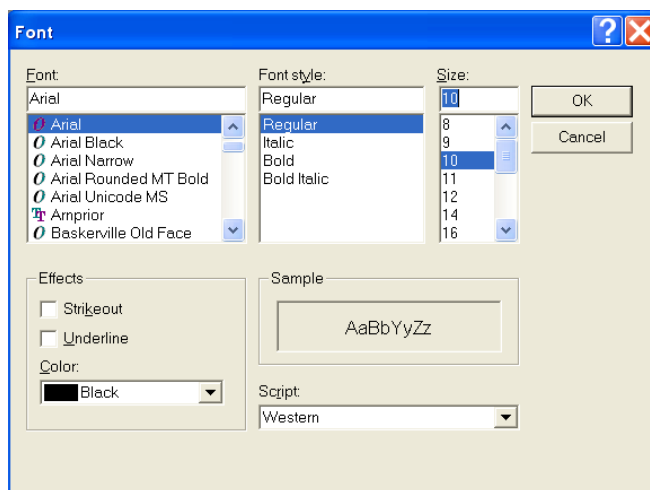 Font
Font:
Arial
Arial
Arial Black
Arial Narrow
Arial Rounded MT Bold
Arial Unicode MS
Amprior
Baskerville Old Face
Font style:
Regular
Regular
Italic
Bold
Bold Italic
Size:
10
8
9
10
11
12
14
16
OK
Cancel
Effects
Strikeout
Underline
Color:
Black
Sample
AaBbYyZz
Script:
Western